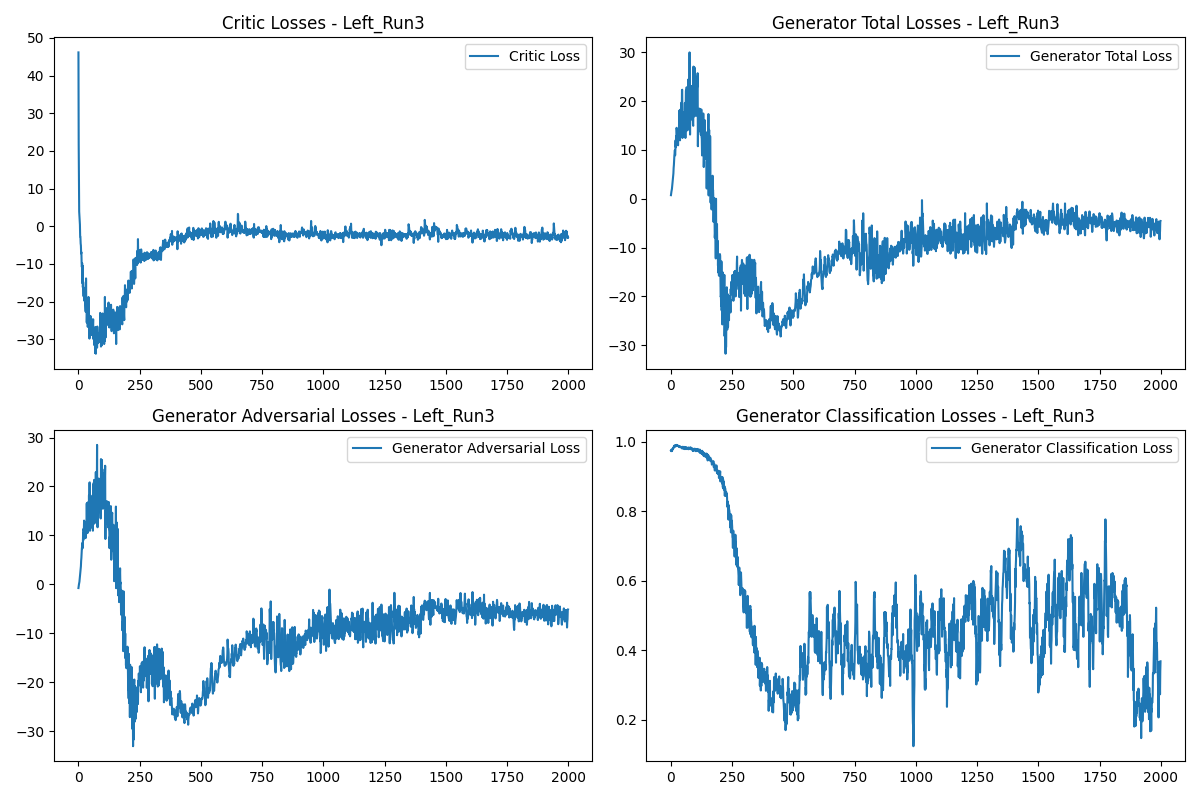 Critic Losses - Left_Run3
Critic Loss
50
40
30
20
10
0
−10
−20
−30
0 250 500 750 1000 1250 1500 1750 2000
Generator Total Losses - Left_Run3
Generator Total Loss
30
20
10
0
−10
−20
−30
0 250 500 750 1000 1250 1500 1750 2000
Generator Adversarial Losses - Left_Run3
Generator Adversarial Loss
30
20
10
0
−10
−20
−30
0 250 500 750 1000 1250 1500 1750 2000
Generator Classification Losses - Left_Run3
Generator Classification Loss
1.0
0.8
0.6
0.4
0.2
0 250 500 750 1000 1250 1500 1750 2000